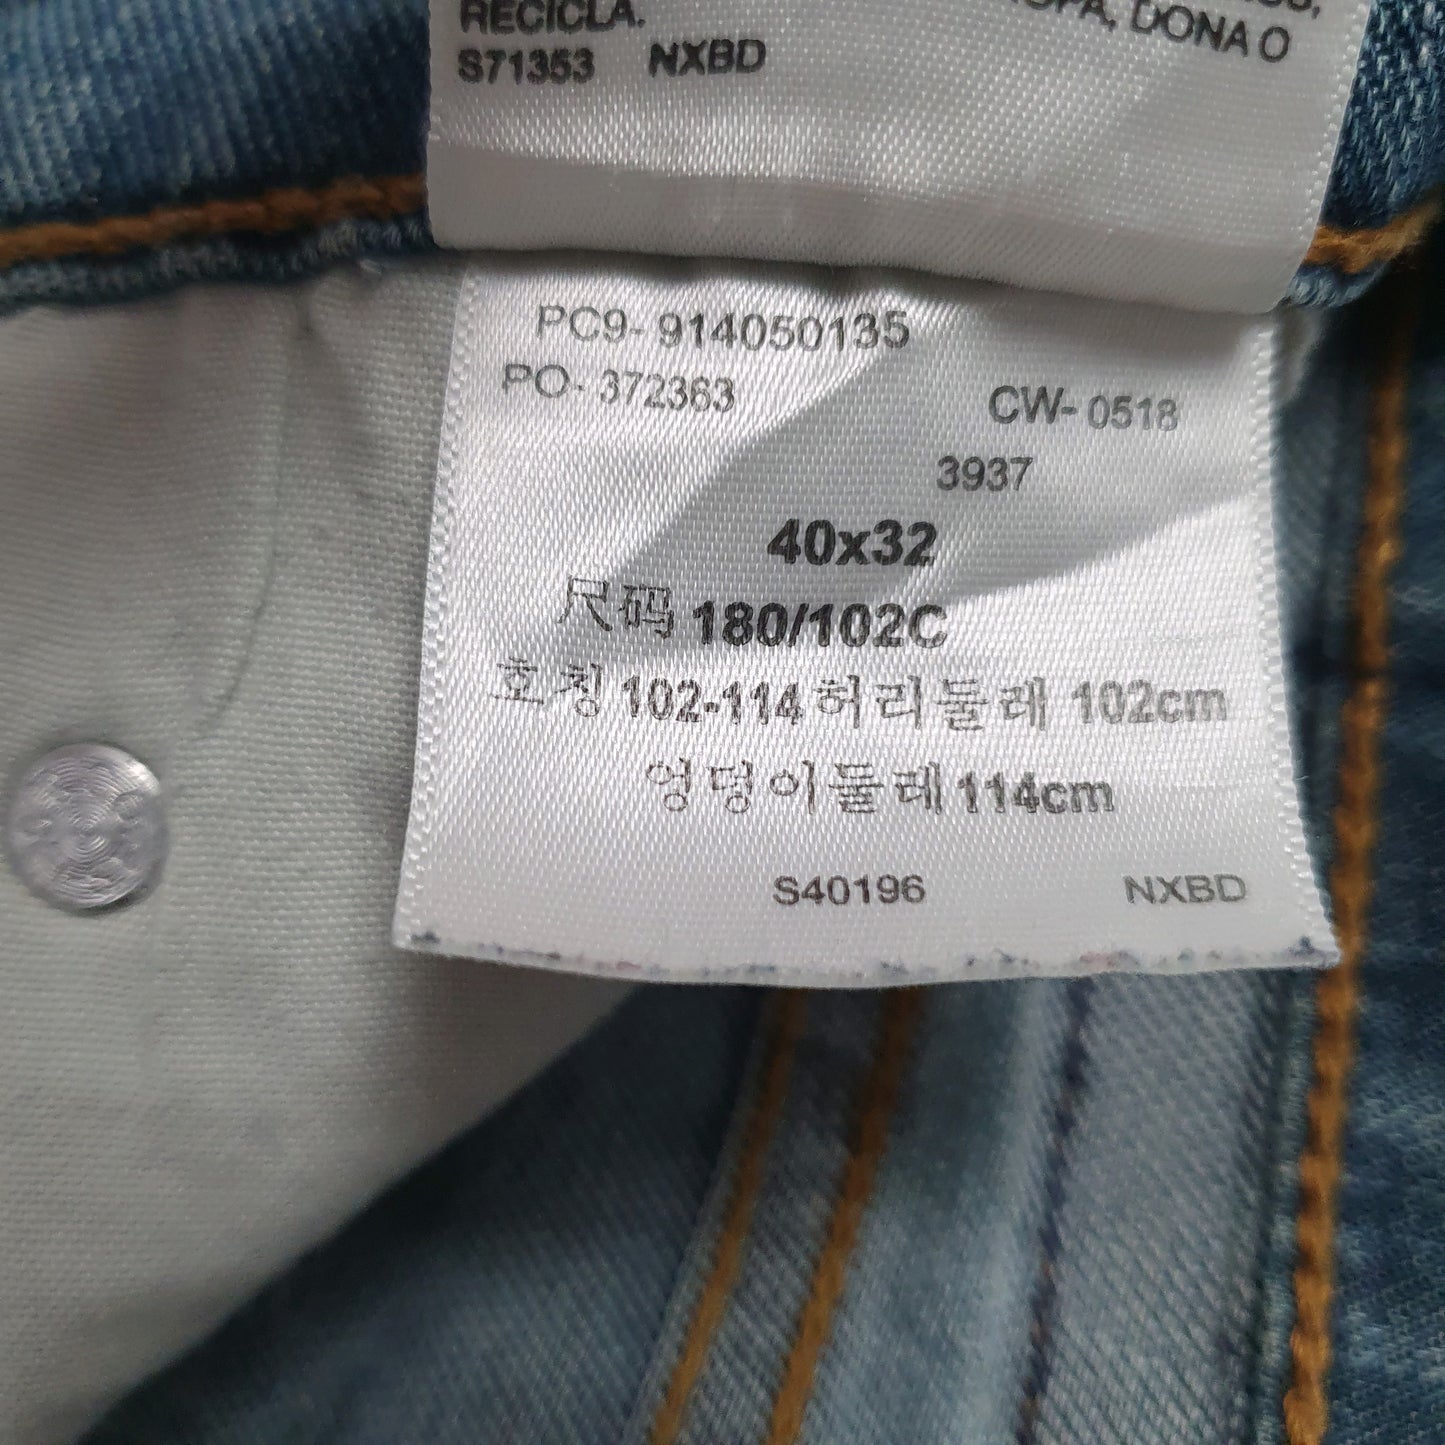 RECICLA.
DONA O
S71353 NXBD
PC9- 914050135
PO- 372363 CW- 0518
3937
40x32
尺码 180/102C
호칭 102-114 허리둘레 102cm
엉덩이둘레 114cm
S40196 NXBD